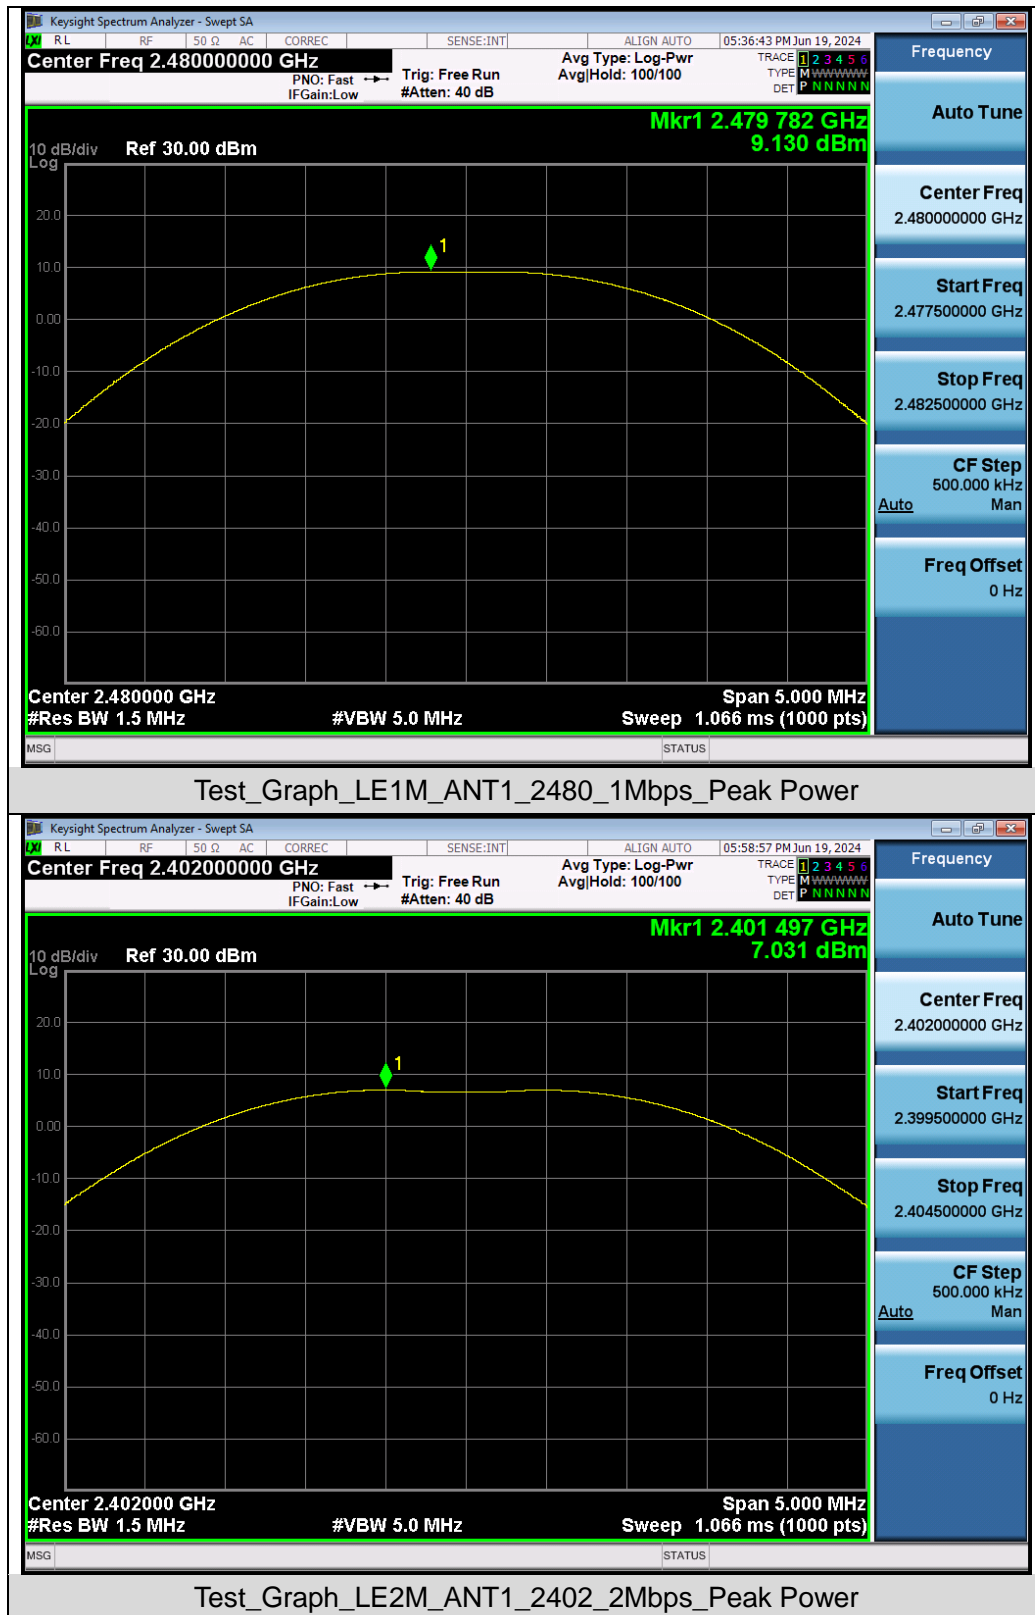 Keysight Spectrum Analyzer - Swept SA
LXI RL RF 50 Ω AC CORREC SENSE:INT ALIGN AUTO 05:36:43 PM Jun 19, 2024
Center Freq 2.480000000 GHz
PNO: Fast
IFGain:Low
Trig: Free Run
#Atten: 40 dB
Avg Type: Log-Pwr
Avg|Hold: 100/100
TRACE 1 2 3 4 5 6
TYPE M WWWWW
DET P N N N N N
Mkr1 2.479 782 GHz
9.130 dBm
10 dB/div Ref 30.00 dBm
Log
20.0
1
10.0
0.00
-10.0
-20.0
-30.0
-40.0
-50.0
-60.0
Center 2.480000 GHz Span 5.000 MHz
#Res BW 1.5 MHz #VBW 5.0 MHz Sweep 1.066 ms (1000 pts)
MSG STATUS
Frequency
Auto Tune
Center Freq
2.480000000 GHz
Start Freq
2.477500000 GHz
Stop Freq
2.482500000 GHz
CF Step
500.000 kHz
Auto Man
Freq Offset
0 Hz
Test_Graph_LE1M_ANT1_2480_1Mbps_Peak Power
Keysight Spectrum Analyzer - Swept SA
LXI RL RF 50 Ω AC CORREC SENSE:INT ALIGN AUTO 05:58:57 PM Jun 19, 2024
Center Freq 2.402000000 GHz
PNO: Fast
IFGain:Low
Trig: Free Run
#Atten: 40 dB
Avg Type: Log-Pwr
Avg|Hold: 100/100
TRACE 1 2 3 4 5 6
TYPE M WWWWW
DET P N N N N N
Mkr1 2.401 497 GHz
7.031 dBm
10 dB/div Ref 30.00 dBm
Log
20.0
1
10.0
0.00
-10.0
-20.0
-30.0
-40.0
-50.0
-60.0
Center 2.402000 GHz Span 5.000 MHz
#Res BW 1.5 MHz #VBW 5.0 MHz Sweep 1.066 ms (1000 pts)
MSG STATUS
Frequency
Auto Tune
Center Freq
2.402000000 GHz
Start Freq
2.399500000 GHz
Stop Freq
2.404500000 GHz
CF Step
500.000 kHz
Auto Man
Freq Offset
0 Hz
Test_Graph_LE2M_ANT1_2402_2Mbps_Peak Power